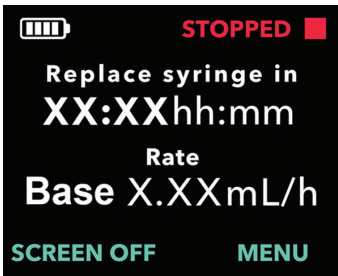 STOPPED
Replace syringe in
XX:XXhh:mm
Rate
Base X.XXmL/h
SCREEN OFF MENU